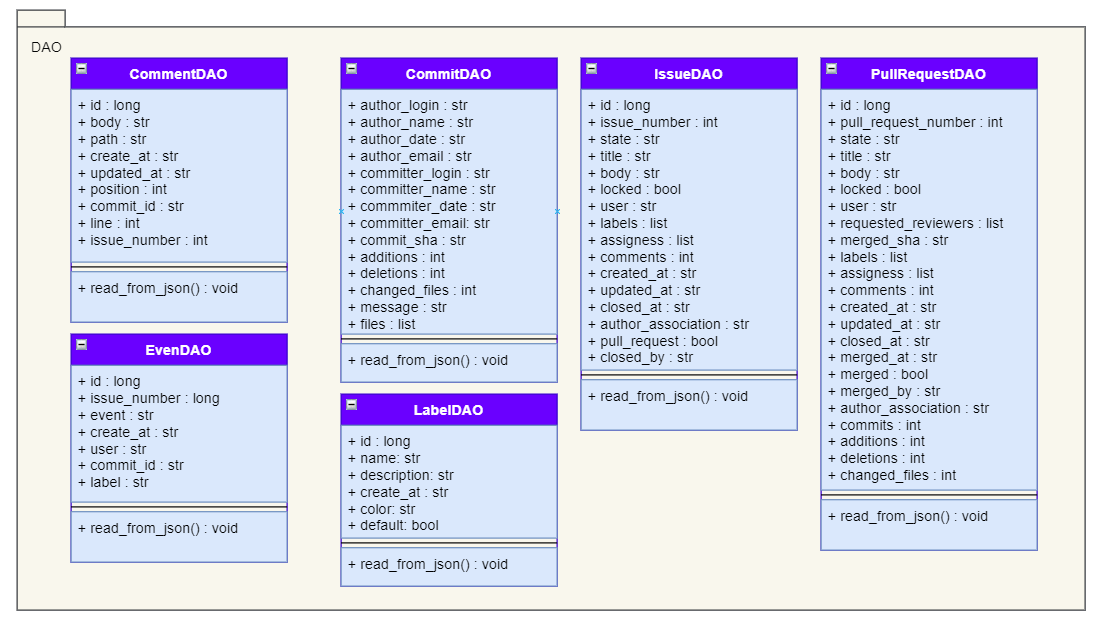 DAO
CommentDAO
+ id : long
+ body : str
+ path : str
+ create_at : str
+ updated_at : str
+ position : int
+ commit_id : str
+ line : int
+ issue_number : int
+ read_from_json() : void
EvenDAO
+ id : long
+ issue_number : long
+ event : str
+ create_at : str
+ user : str
+ commit_id : str
+ label : str
+ read_from_json() : void
CommitDAO
+ author_login : str
+ author_name : str
+ author_date : str
+ author_email : str
+ committer_login : str
+ committer_name : str
+ commmiter_date : str
+ committer_email: str
+ commit_sha : str
+ additions : int
+ deletions : int
+ changed_files : int
+ message : str
+ files : list
+ read_from_json() : void
LabelDAO
+ id : long
+ name: str
+ description: str
+ create_at : str
+ color: str
+ default: bool
+ read_from_json() : void
IssueDAO
+ id : long
+ issue_number : int
+ state : str
+ title : str
+ body : str
+ locked : bool
+ user : str
+ labels : list
+ assigness : list
+ comments : int
+ created_at : str
+ updated_at : str
+ closed_at : str
+ author_association : str
+ pull_request : bool
+ closed_by : str
+ read_from_json() : void
PullRequestDAO
+ id : long
+ pull_request_number : int
+ state : str
+ title : str
+ body : str
+ locked : bool
+ user : str
+ requested_reviewers : list
+ merged_sha : str
+ labels : list
+ assigness : list
+ comments : int
+ created_at : str
+ updated_at : str
+ closed_at : str
+ merged_at : str
+ merged : bool
+ merged_by : str
+ author_association : str
+ commits : int
+ additions : int
+ deletions : int
+ changed_files : int
+ read_from_json() : void